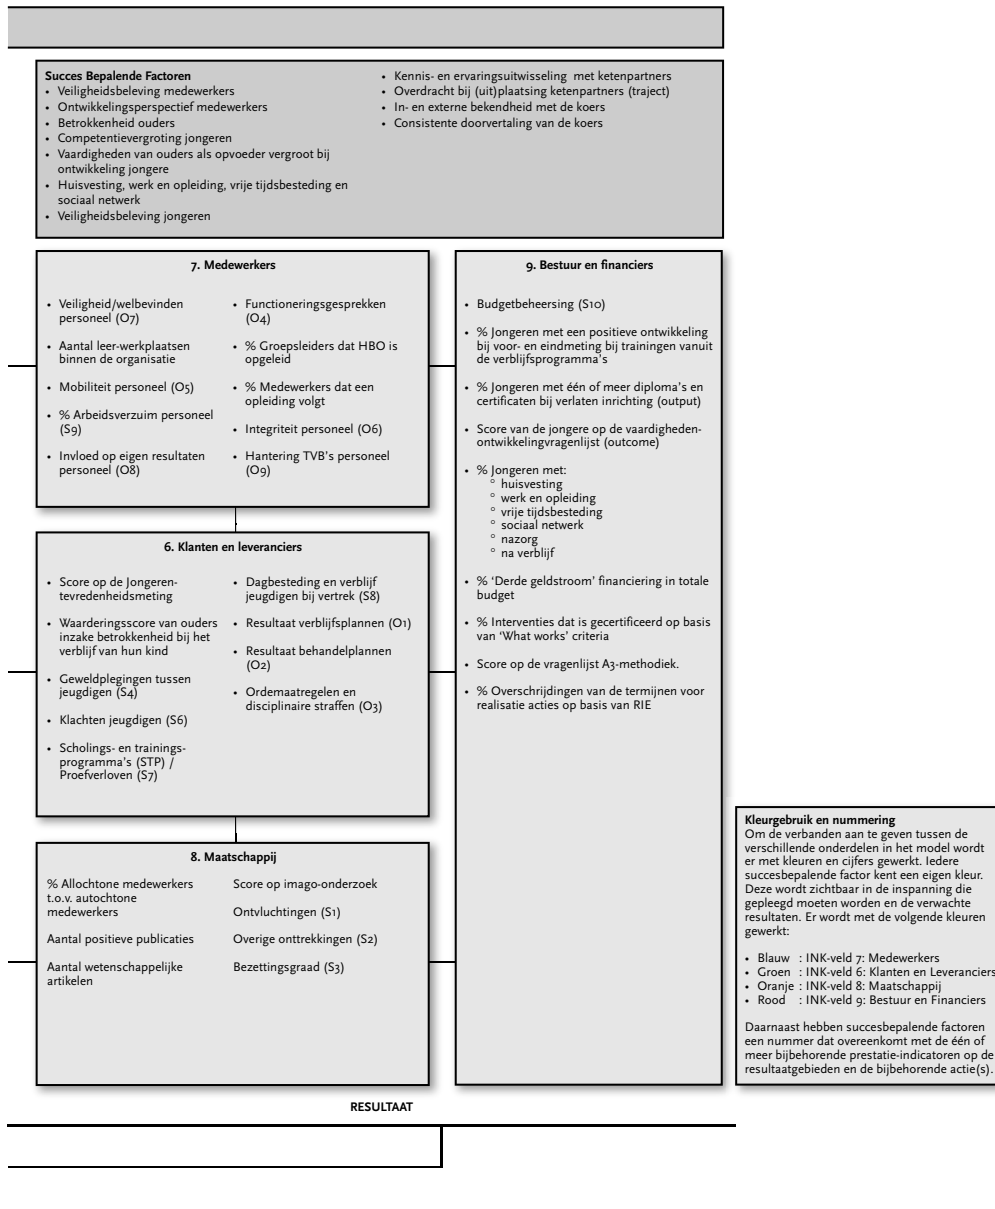 Succes Bepalende Factoren
• Veiligheidsbeleving medewerkers
• Ontwikkelingsperspectief medewerkers
• Betrokkenheid ouders
• Competentievergroting jongeren
• Vaardigheden van ouders als opvoeder vergroot bij
ontwikkeling jongere
• Huisvesting, werk en opleiding, vrije tijdsbesteding en
sociaal netwerk
• Veiligheidsbeleving jongeren
• Kennis- en ervaringsuitwisseling met ketenpartners
• Overdracht bij (uit)plaatsing ketenpartners (traject)
• In- en externe bekendheid met de koers
• Consistente doorvertaling van de koers
7. Medewerkers
• Veiligheid/welbevinden
personeel (O7)
• Aantal leer-werkplaatsen
binnen de organisatie
• Mobiliteit personeel (O5)
• % Arbeidsverzuim personeel
(S9)
• Invloed op eigen resultaten
personeel (O8)
• Functioneringsgesprekken
(O4)
• % Groepsleiders dat HBO is
opgeleid
• % Medewerkers dat een
opleiding volgt
• Integriteit personeel (O6)
• Hantering TVB's personeel
(O9)
6. Klanten en leveranciers
• Score op de Jongeren-
tevredenheidsmeting
• Waarderingsscore van ouders
inzake betrokkenheid bij het
verblijf van hun kind
• Geweldplegingen tussen
jeugdigen (S4)
• Klachten jeugdigen (S6)
• Scholings- en trainings-
programma's (STP) /
Proefverloven (S7)
• Dagbesteding en verblijf
jeugdigen bij vertrek (S8)
• Resultaat verblijfsplannen (O1)
• Resultaat behandelplannen
(O2)
• Ordemaatregelen en
disciplinaire straffen (O3)
8. Maatschappij
% Allochtone medewerkers
t.o.v. autochtone
medewerkers
Aantal positieve publicaties
Aantal wetenschappelijke
artikelen
Score op imago-onderzoek
Ontvluchtingen (S1)
Overige onttrekkingen (S2)
Bezettingsgraad (S3)
9. Bestuur en financiers
• Budgetbeheersing (S10)
• % Jongeren met een positieve ontwikkeling
bij voor- en eindmeting bij trainingen vanuit
de verblijfsprogramma's
• % Jongeren met één of meer diploma's en
certificaten bij verlaten inrichting (output)
• Score van de jongere op de vaardigheden-
ontwikkelingvragenlijst (outcome)
• % Jongeren met:
° huisvesting
° werk en opleiding
° vrije tijdsbesteding
° sociaal netwerk
° nazorg
° na verblijf
• % ‘Derde geldstroom’ financiering in totale
budget
• % Interventies dat is gecertificeerd op basis
van ‘What works’ criteria
• Score op de vragenlijst A3-methodiek.
• % Overschrijdingen van de termijnen voor
realisatie acties op basis van RIE
Kleurgebruik en nummering
Om de verbanden aan te geven tussen de
verschillende onderdelen in het model wordt
er met kleuren en cijfers gewerkt. Iedere
succesbepalende factor kent een eigen kleur.
Deze wordt zichtbaar in de inspanning die
gepleegd moeten worden en de verwachte
resultaten. Er wordt met de volgende kleuren
gewerkt:
• Blauw : INK-veld 7: Medewerkers
• Groen : INK-veld 6: Klanten en Leveranciers
• Oranje : INK-veld 8: Maatschappij
• Rood : INK-veld 9: Bestuur en Financiers
Daarnaast hebben succesbepalende factoren
een nummer dat overeenkomt met de één of
meer bijbehorende prestatie-indicatoren op de
resultaatgebieden en de bijbehorende actie(s).
RESULTAAT